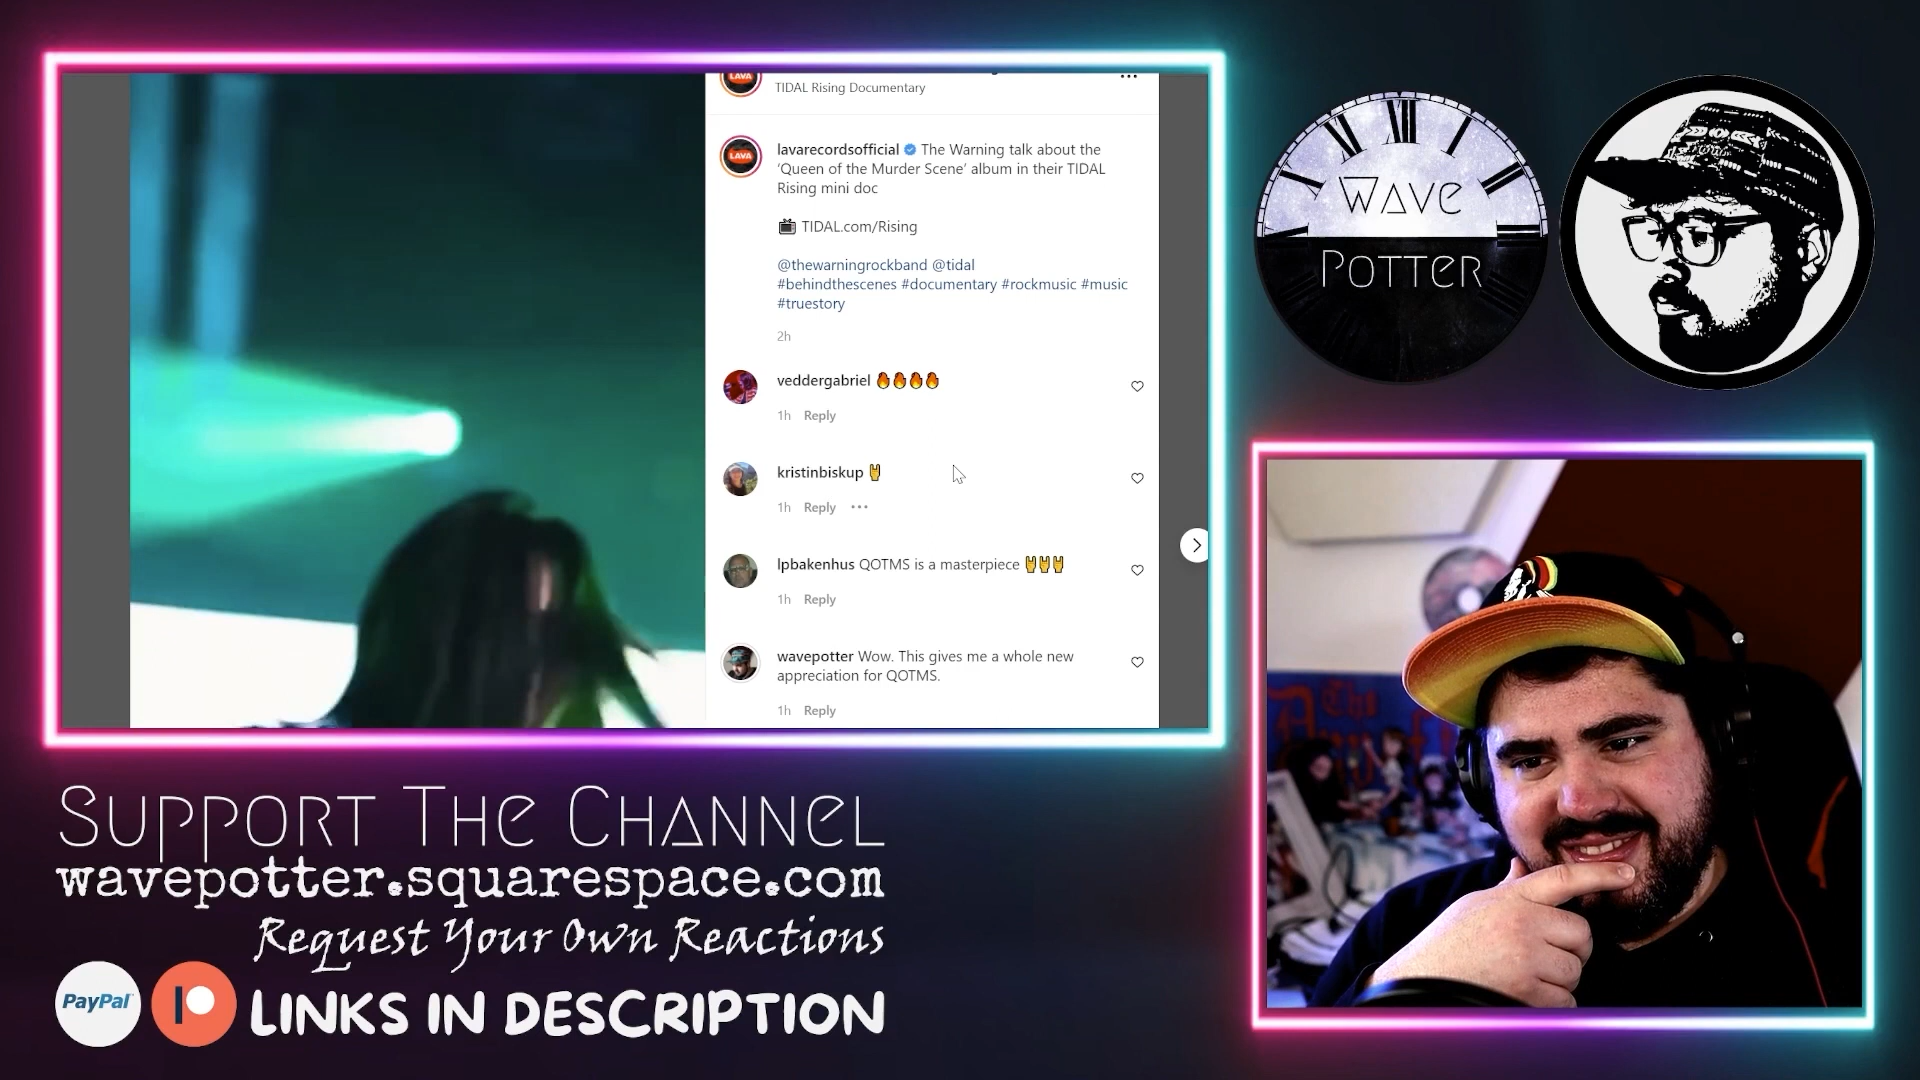 LAVA
TIDAL Rising Documentary
LAVA
lavarecordsofficial The Warning talk about the
‘Queen of the Murder Scene’ album in their TIDAL
Rising mini doc
📺 TIDAL.com/Rising
@thewarningrockband @tidal
#behindthescenes #documentary #rockmusic #music
#truestory
2h
veddergabriel 🔥🔥🔥🔥
1h Reply
kristinbiskup 🤘
1h Reply
lpbakenhus QOTMS is a masterpiece 🤘🤘🤘
1h Reply
wavepotter Wow. This gives me a whole new
appreciation for QOTMS.
1h Reply
WAVE
POTTER
SUPPORT THE CHANNEL
wavepotter.squarespace.com
Request Your Own Reactions
PayPal
LINKS IN DESCRIPTION